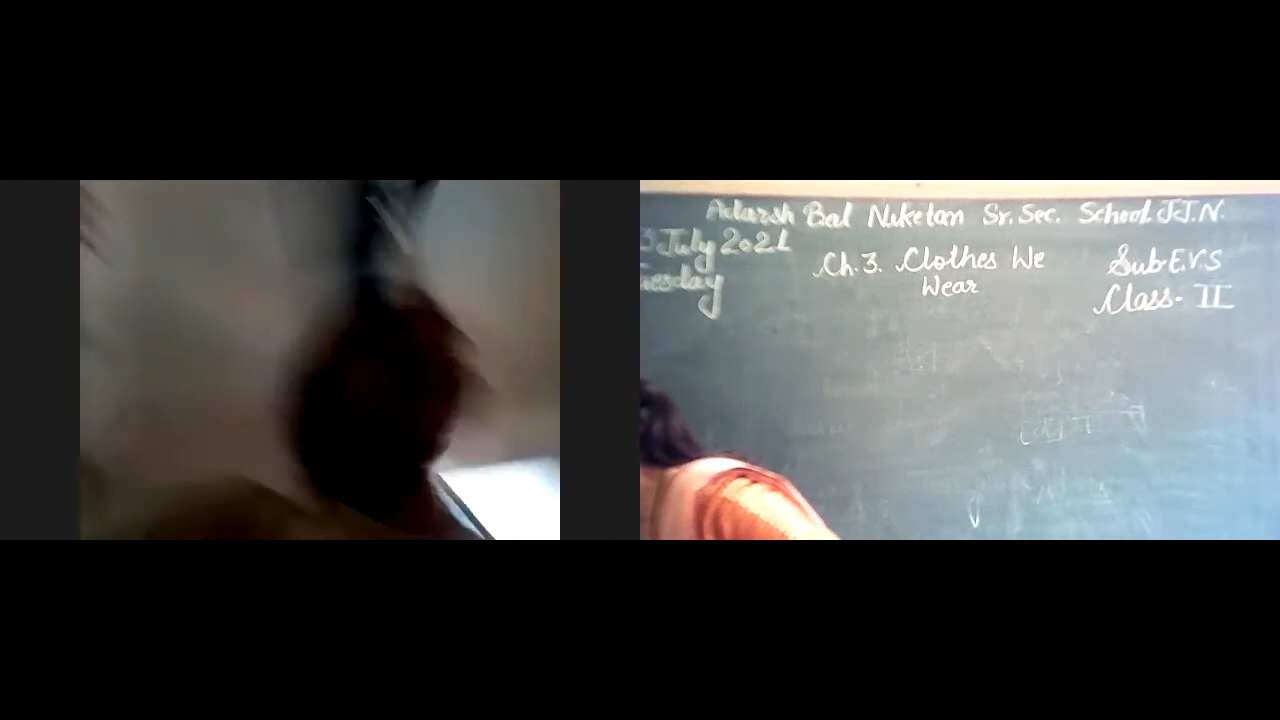 Adarsh Bal Niketan Sr. Sec. School J.J.N.
July 2021
Ch. 3. Clothes We
Wear
Sub E.V.S
Class- II